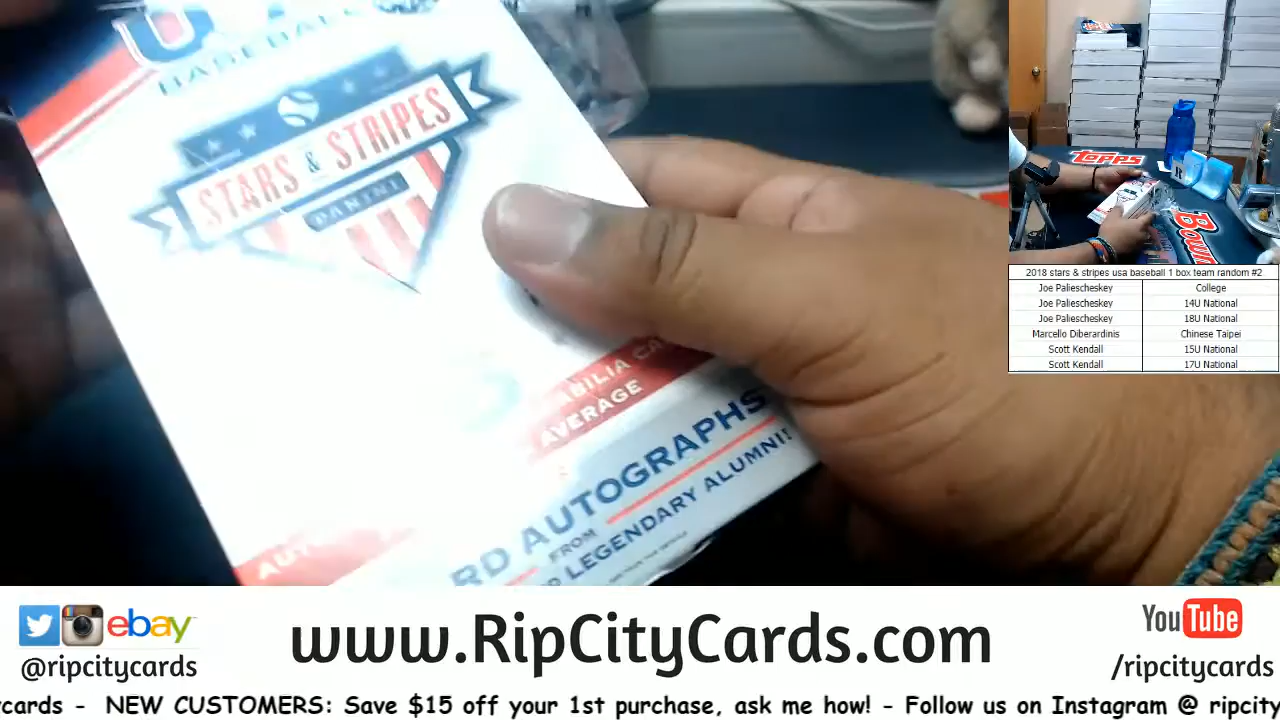 BASEBALL
STARS & STRIPES
PANINI
AVERAGE
AUTOGRAPHS
FROM
LEGENDARY ALUMNI!
topps
Bown
2018 stars & stripes usa baseball 1 box team random #2
Joe Paliescheskey College
Joe Paliescheskey 14U National
Joe Paliescheskey 18U National
Marcello Diberardinis Chinese Taipei
Scott Kendall 15U National
Scott Kendall 17U National
ebay
@ripcitycards
www.RipCityCards.com
YouTube
/ripcitycards
cards - NEW CUSTOMERS: Save $15 off your 1st purchase, ask me how! - Follow us on Instagram @ ripcity